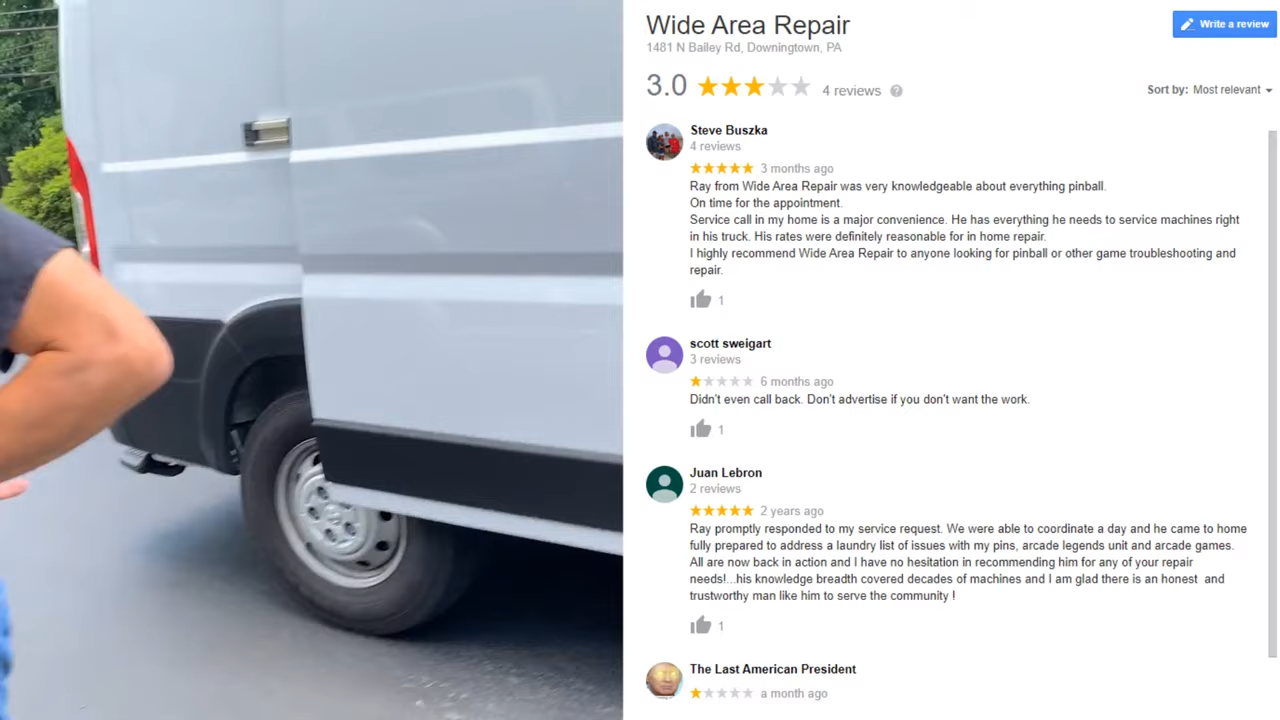 Wide Area Repair
Write a review
1481 N Bailey Rd, Downingtown, PA
3.0
4 reviews
Sort by: Most relevant
Steve Buszka
4 reviews
3 months ago
Ray from Wide Area Repair was very knowledgeable about everything pinball.
On time for the appointment.
Service call in my home is a major convenience. He has everything he needs to service machines right
in his truck. His rates were definitely reasonable for in home repair.
I highly recommend Wide Area Repair to anyone looking for pinball or other game troubleshooting and
repair.
1
scott sweigart
3 reviews
6 months ago
Didn't even call back. Don't advertise if you don't want the work.
1
Juan Lebron
2 reviews
2 years ago
Ray promptly responded to my service request. We were able to coordinate a day and he came to home
fully prepared to address a laundry list of issues with my pins, arcade legends unit and arcade games.
All are now back in action and I have no hesitation in recommending him for any of your repair
needs!...his knowledge breadth covered decades of machines and I am glad there is an honest and
trustworthy man like him to serve the community !
1
The Last American President
a month ago